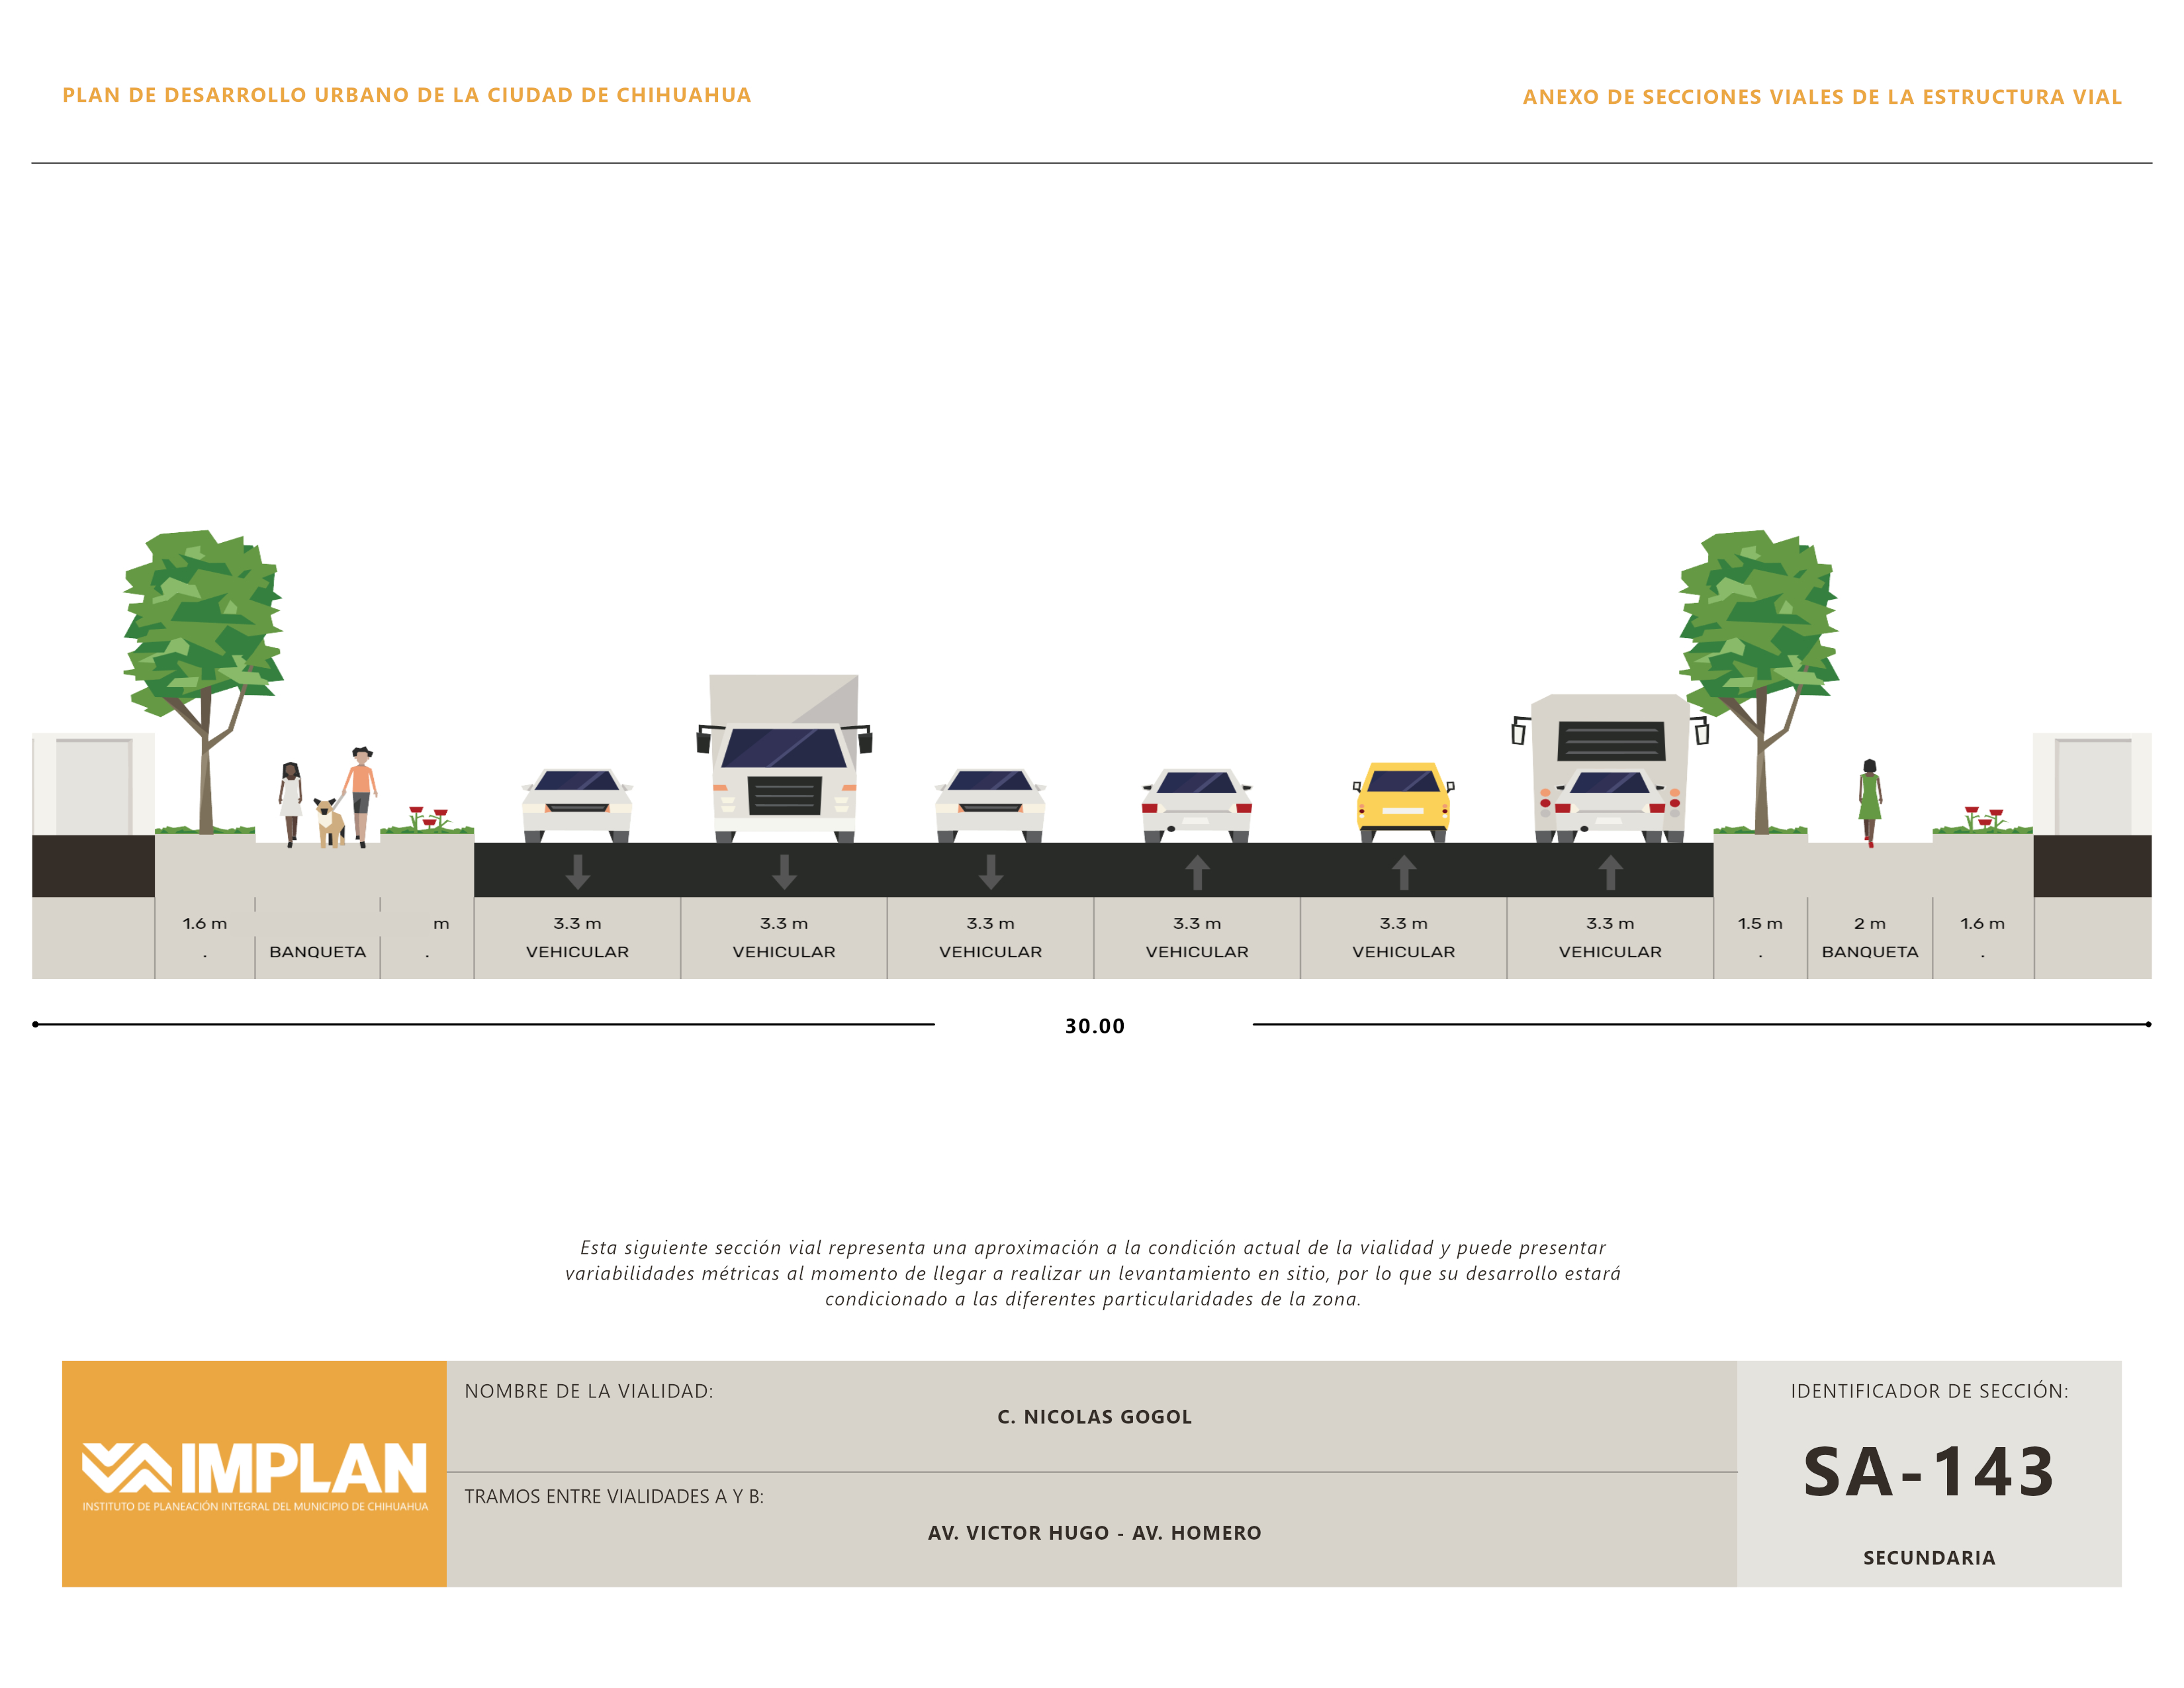 PLAN DE DESARROLLO URBANO DE LA CIUDAD DE CHIHUAHUA
ANEXO DE SECCIONES VIALES DE LA ESTRUCTURA VIAL
1.6 m m 3.3 m 3.3 m 3.3 m 3.3 m 3.3 m 3.3 m 1.5 m 2 m 1.6 m
. BANQUETA . VEHICULAR VEHICULAR VEHICULAR VEHICULAR VEHICULAR VEHICULAR . BANQUETA .
30.00
Esta siguiente sección vial representa una aproximación a la condición actual de la vialidad y puede presentar
variabilidades métricas al momento de llegar a realizar un levantamiento en sitio, por lo que su desarrollo estará
condicionado a las diferentes particularidades de la zona.
IMPLAN
INSTITUTO DE PLANEACIÓN INTEGRAL DEL MUNICIPIO DE CHIHUAHUA
NOMBRE DE LA VIALIDAD:
C. NICOLAS GOGOL
TRAMOS ENTRE VIALIDADES A Y B:
AV. VICTOR HUGO - AV. HOMERO
IDENTIFICADOR DE SECCIÓN:
SA-143
SECUNDARIA